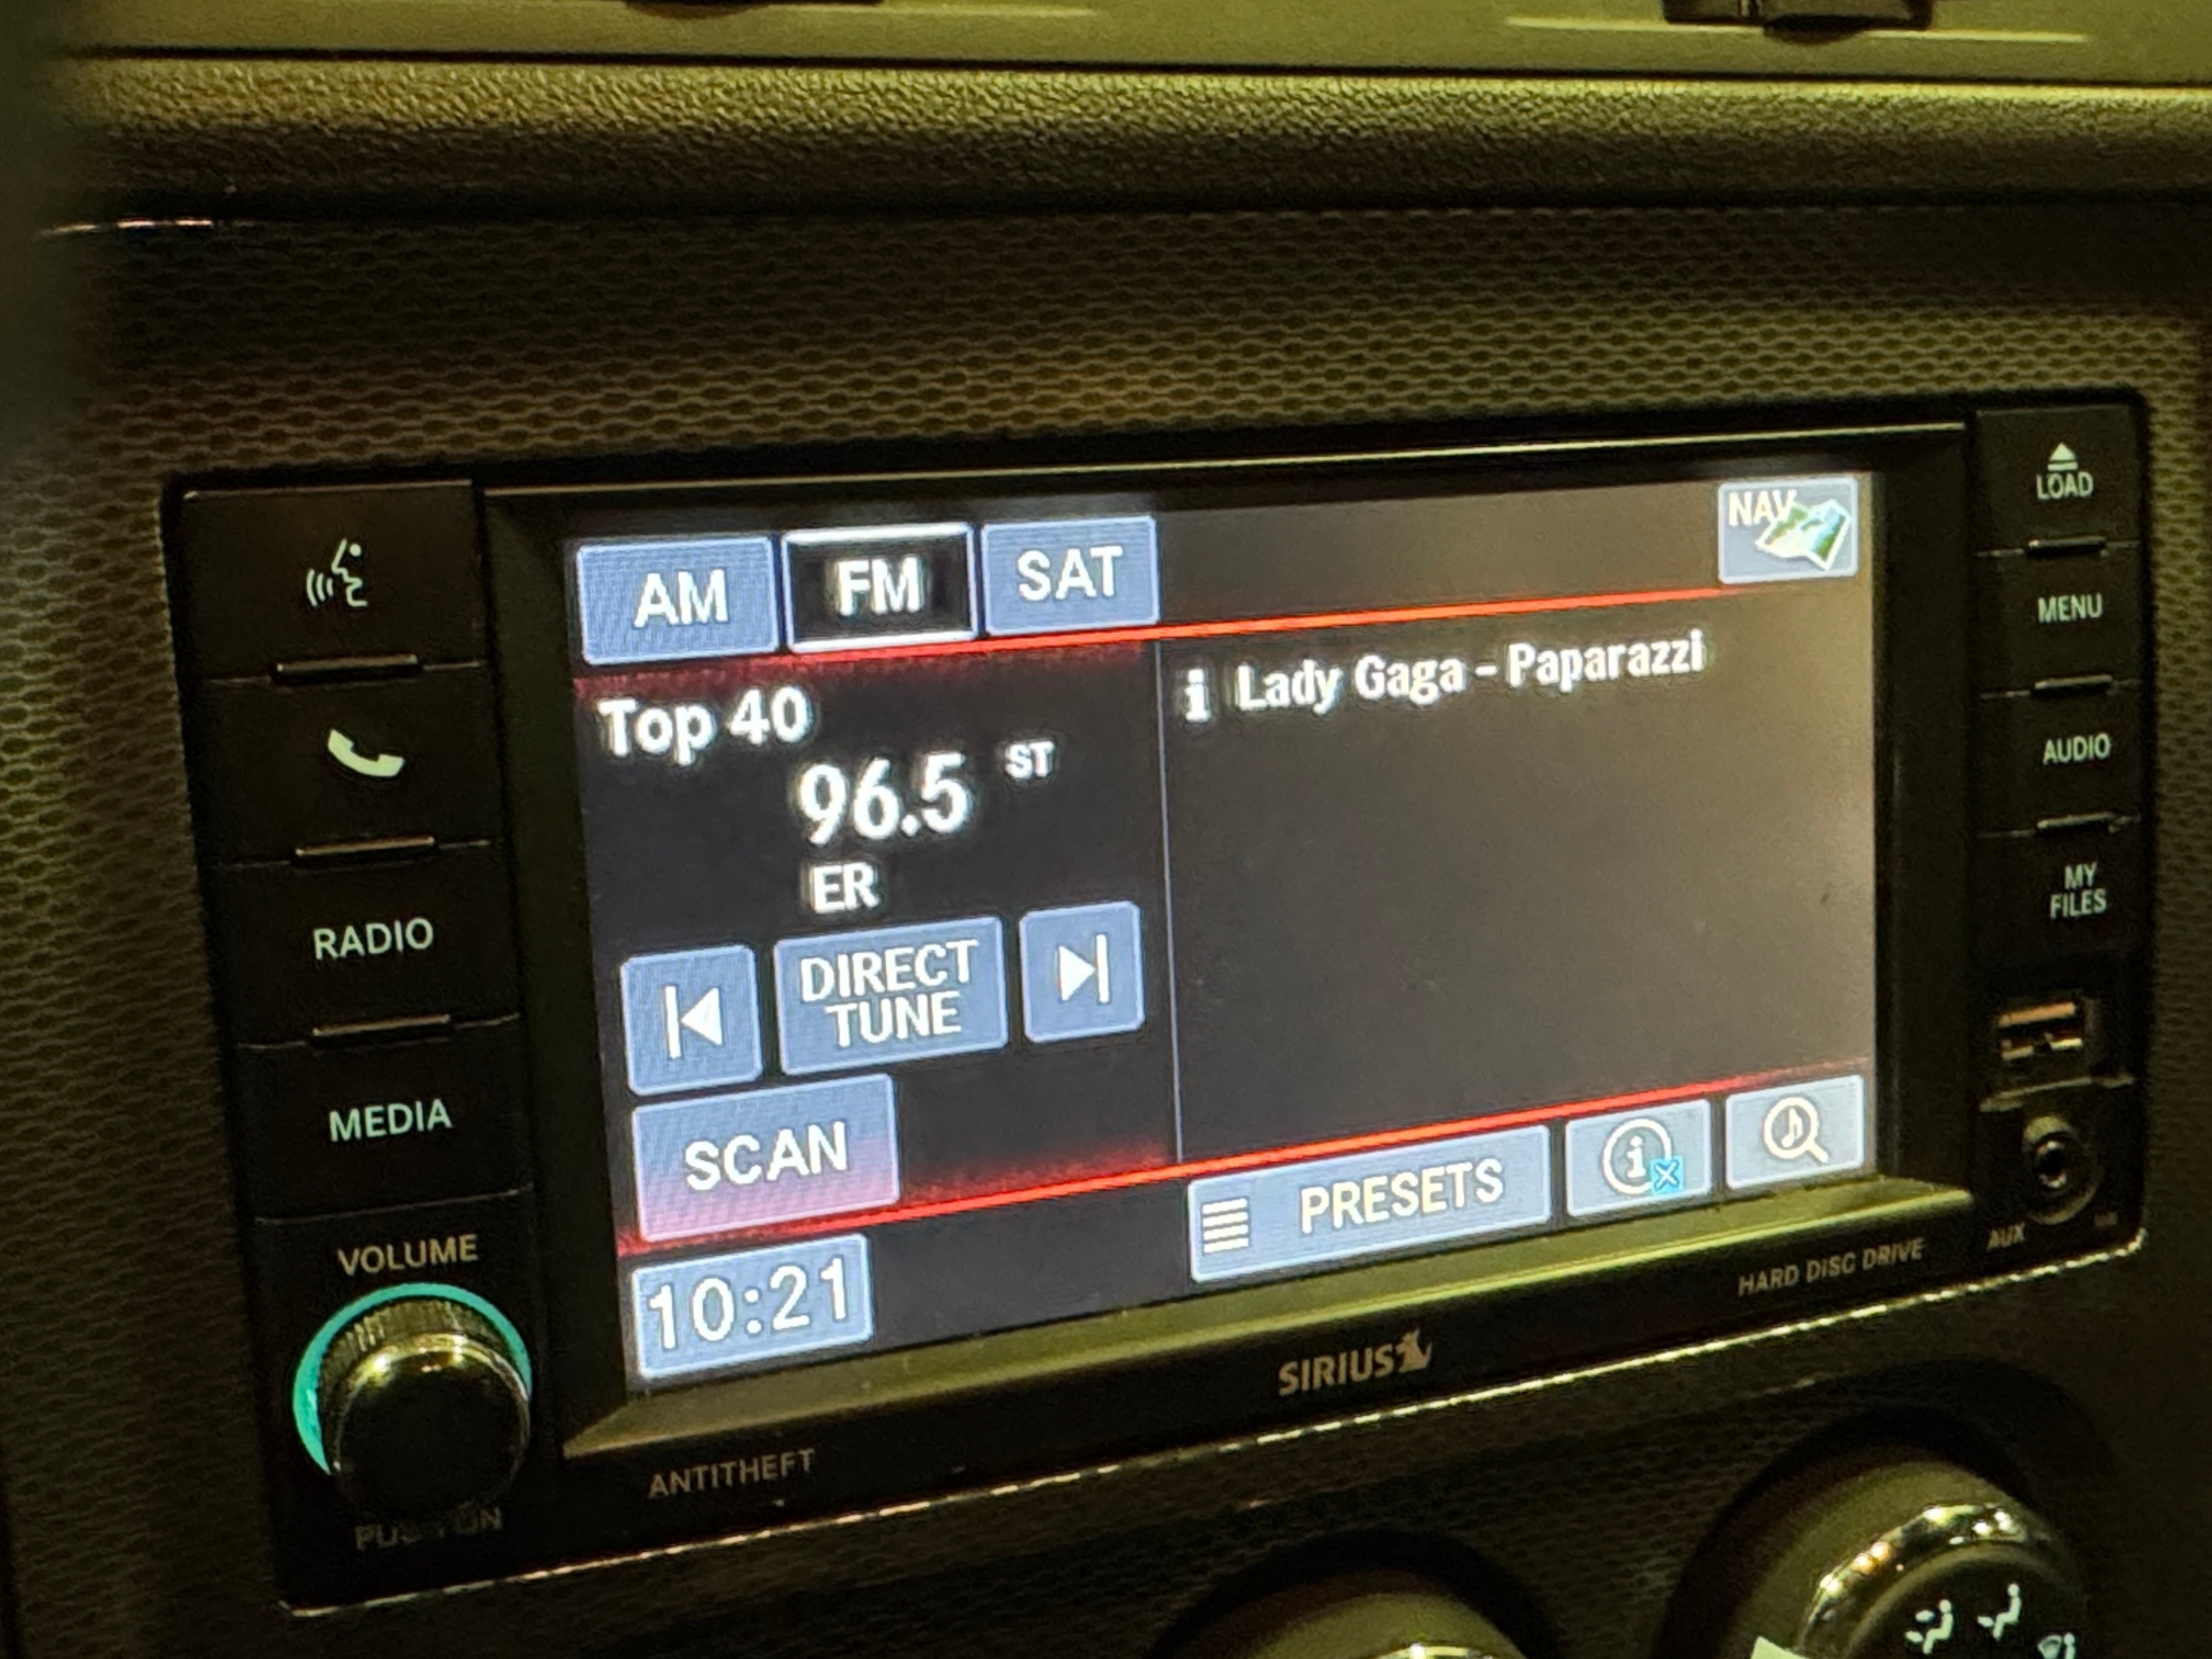 AM FM SAT
NAV
Top 40
96.5 ST
ER
i Lady Gaga - Paparazzi
DIRECT
TUNE
SCAN
PRESETS
i
10:21
RADIO
MEDIA
VOLUME
LOAD
MENU
AUDIO
MY
FILES
AUX
HARD DISC DRIVE
SIRIUS
ANTITHEFT